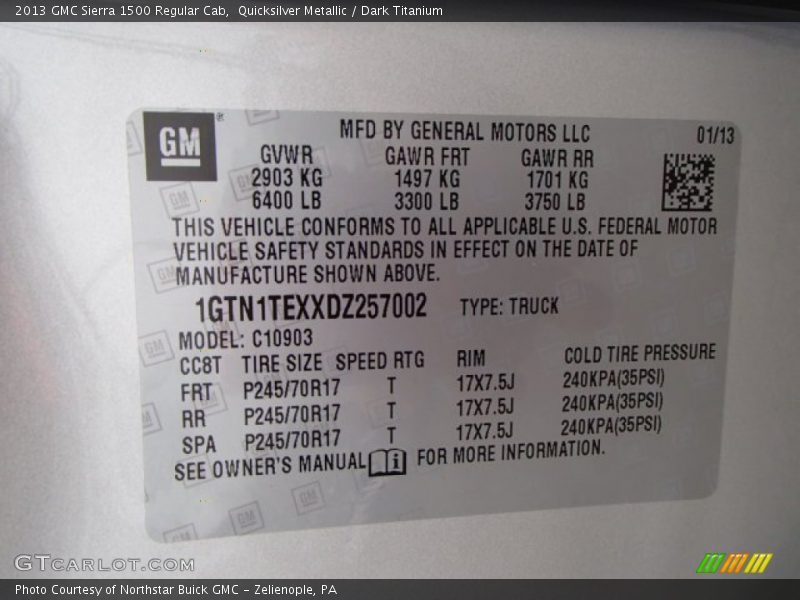 2013 GMC Sierra 1500 Regular Cab,  Quicksilver Metallic / Dark Titanium
GM®
MFD BY GENERAL MOTORS LLC 01/13
GVWR GAWR FRT GAWR RR
2903 KG 1497 KG 1701 KG
6400 LB 3300 LB 3750 LB
THIS VEHICLE CONFORMS TO ALL APPLICABLE U.S. FEDERAL MOTOR
VEHICLE SAFETY STANDARDS IN EFFECT ON THE DATE OF
MANUFACTURE SHOWN ABOVE.
1GTN1TEXXDZ257002 TYPE: TRUCK
MODEL: C10903
CC8T TIRE SIZE SPEED RTG RIM COLD TIRE PRESSURE
FRT P245/70R17 T 17X7.5J 240KPA(35PSI)
RR P245/70R17 T 17X7.5J 240KPA(35PSI)
SPA P245/70R17 T 17X7.5J 240KPA(35PSI)
SEE OWNER'S MANUAL i FOR MORE INFORMATION.
GTCARLOT.COM
Photo Courtesy of Northstar Buick GMC – Zelienople, PA